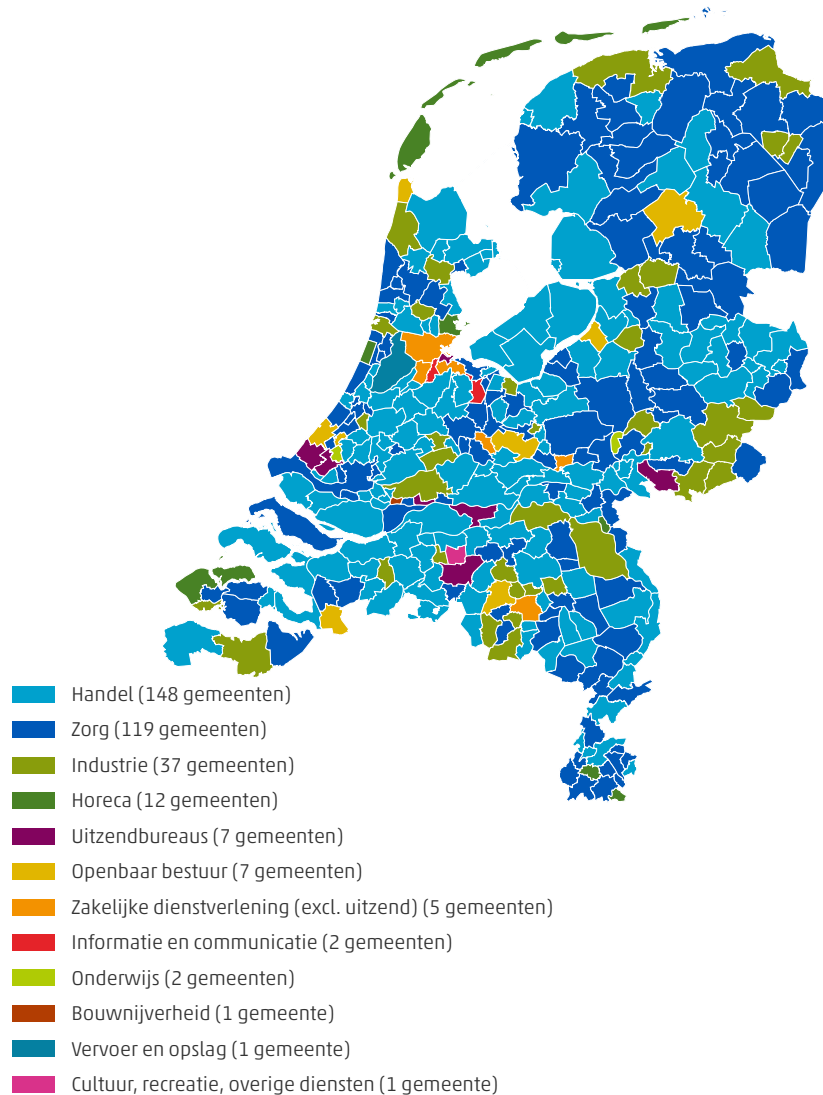 Handel (148 gemeenten)
Zorg (119 gemeenten)
Industrie (37 gemeenten)
Horeca (12 gemeenten)
Uitzendbureaus (7 gemeenten)
Openbaar bestuur (7 gemeenten)
Zakelijke dienstverlening (excl. uitzend) (5 gemeenten)
Informatie en communicatie (2 gemeenten)
Onderwijs (2 gemeenten)
Bouwnijverheid (1 gemeente)
Vervoer en opslag (1 gemeente)
Cultuur, recreatie, overige diensten (1 gemeente)